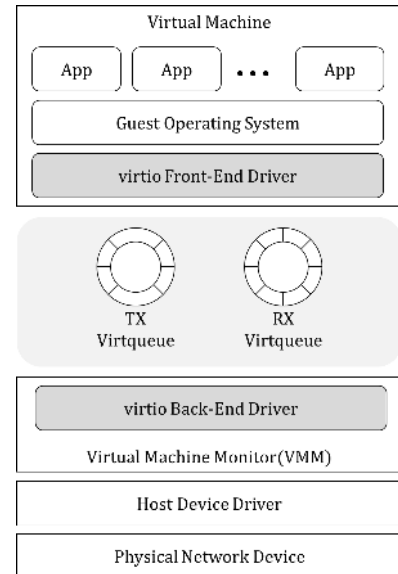 Virtual Machine
App App ••• App
Guest Operating System
virtio Front-End Driver
TX RX
Virtqueue Virtqueue
virtio Back-End Driver
Virtual Machine Monitor(VMM)
Host Device Driver
Physical Network Device